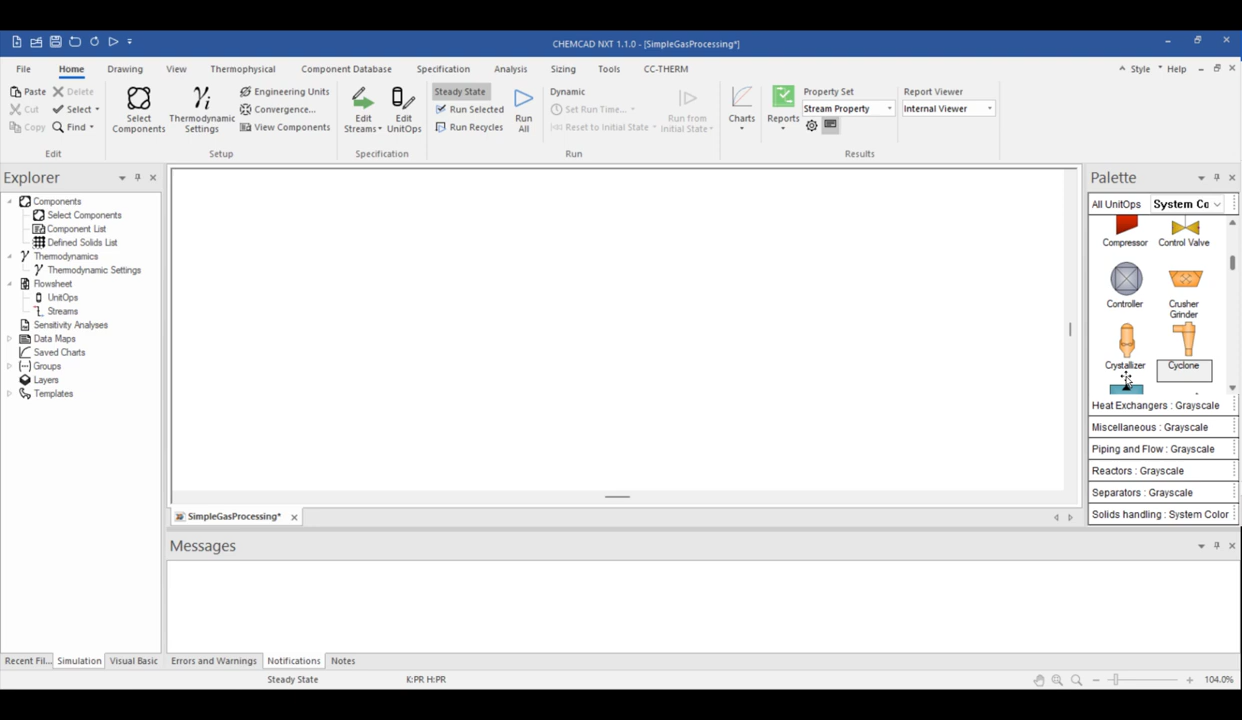 CHEMCAD NXT 1.1.0 - [SimpleGasProcessing*]
File Home Drawing View Thermophysical Component Database Specification Analysis Sizing Tools CC-THERM Style Help
Paste Delete
Cut Select
Copy Find
Edit
Select Components
Thermodynamic Settings
Engineering Units
Convergence...
View Components
Setup
Edit Streams
Edit UnitOps
Specification
Steady State
Run Selected
Run Recycles
Run All
Dynamic
Set Run Time...
Reset to Initial State
Run from Initial State
Run
Charts
Reports
Property Set
Stream Property
Report Viewer
Internal Viewer
Results
Explorer
Components
Select Components
Component List
Defined Solids List
Thermodynamics
Thermodynamic Settings
Flowsheet
UnitOps
Streams
Sensitivity Analyses
Data Maps
Saved Charts
Groups
Layers
Templates
Recent Fil... Simulation Visual Basic
SimpleGasProcessing*
Messages
Errors and Warnings Notifications Notes
Palette
All UnitOps System Co
Compressor Control Valve
Controller Crusher Grinder
Crystallizer Cyclone
Heat Exchangers : Grayscale
Miscellaneous : Grayscale
Piping and Flow : Grayscale
Reactors : Grayscale
Separators : Grayscale
Solids handling : System Color
Steady State K:PR H:PR 104.0%